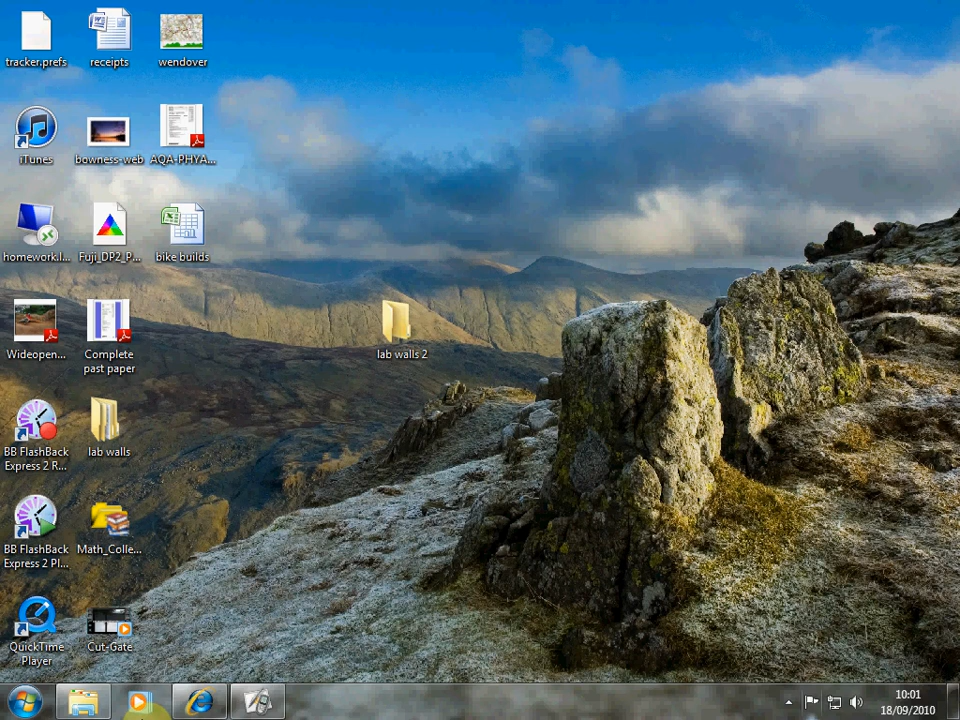 tracker.prefs
receipts
wendover
iTunes
bowness-web
AQA-PHYA...
homework.l...
Fuji_DP2_P...
bike builds
Wideopen...
Complete
past paper
lab walls 2
BB FlashBack
Express 2 R...
lab walls
BB FlashBack
Express 2 Pl...
Math_Colle...
QuickTime
Player
Cut-Gate
10:01
18/09/2010